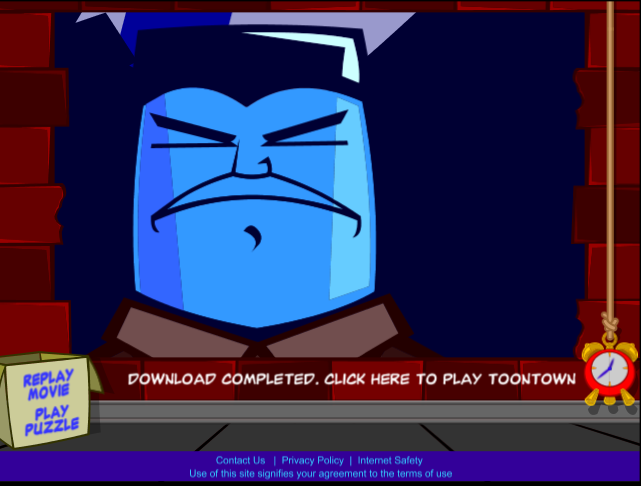 DOWNLOAD COMPLETED. CLICK HERE TO PLAY TOONTOWN
REPLAY
MOVIE
PLAY
PUZZLE
Contact Us | Privacy Policy | Internet Safety
Use of this site signifies your agreement to the terms of use